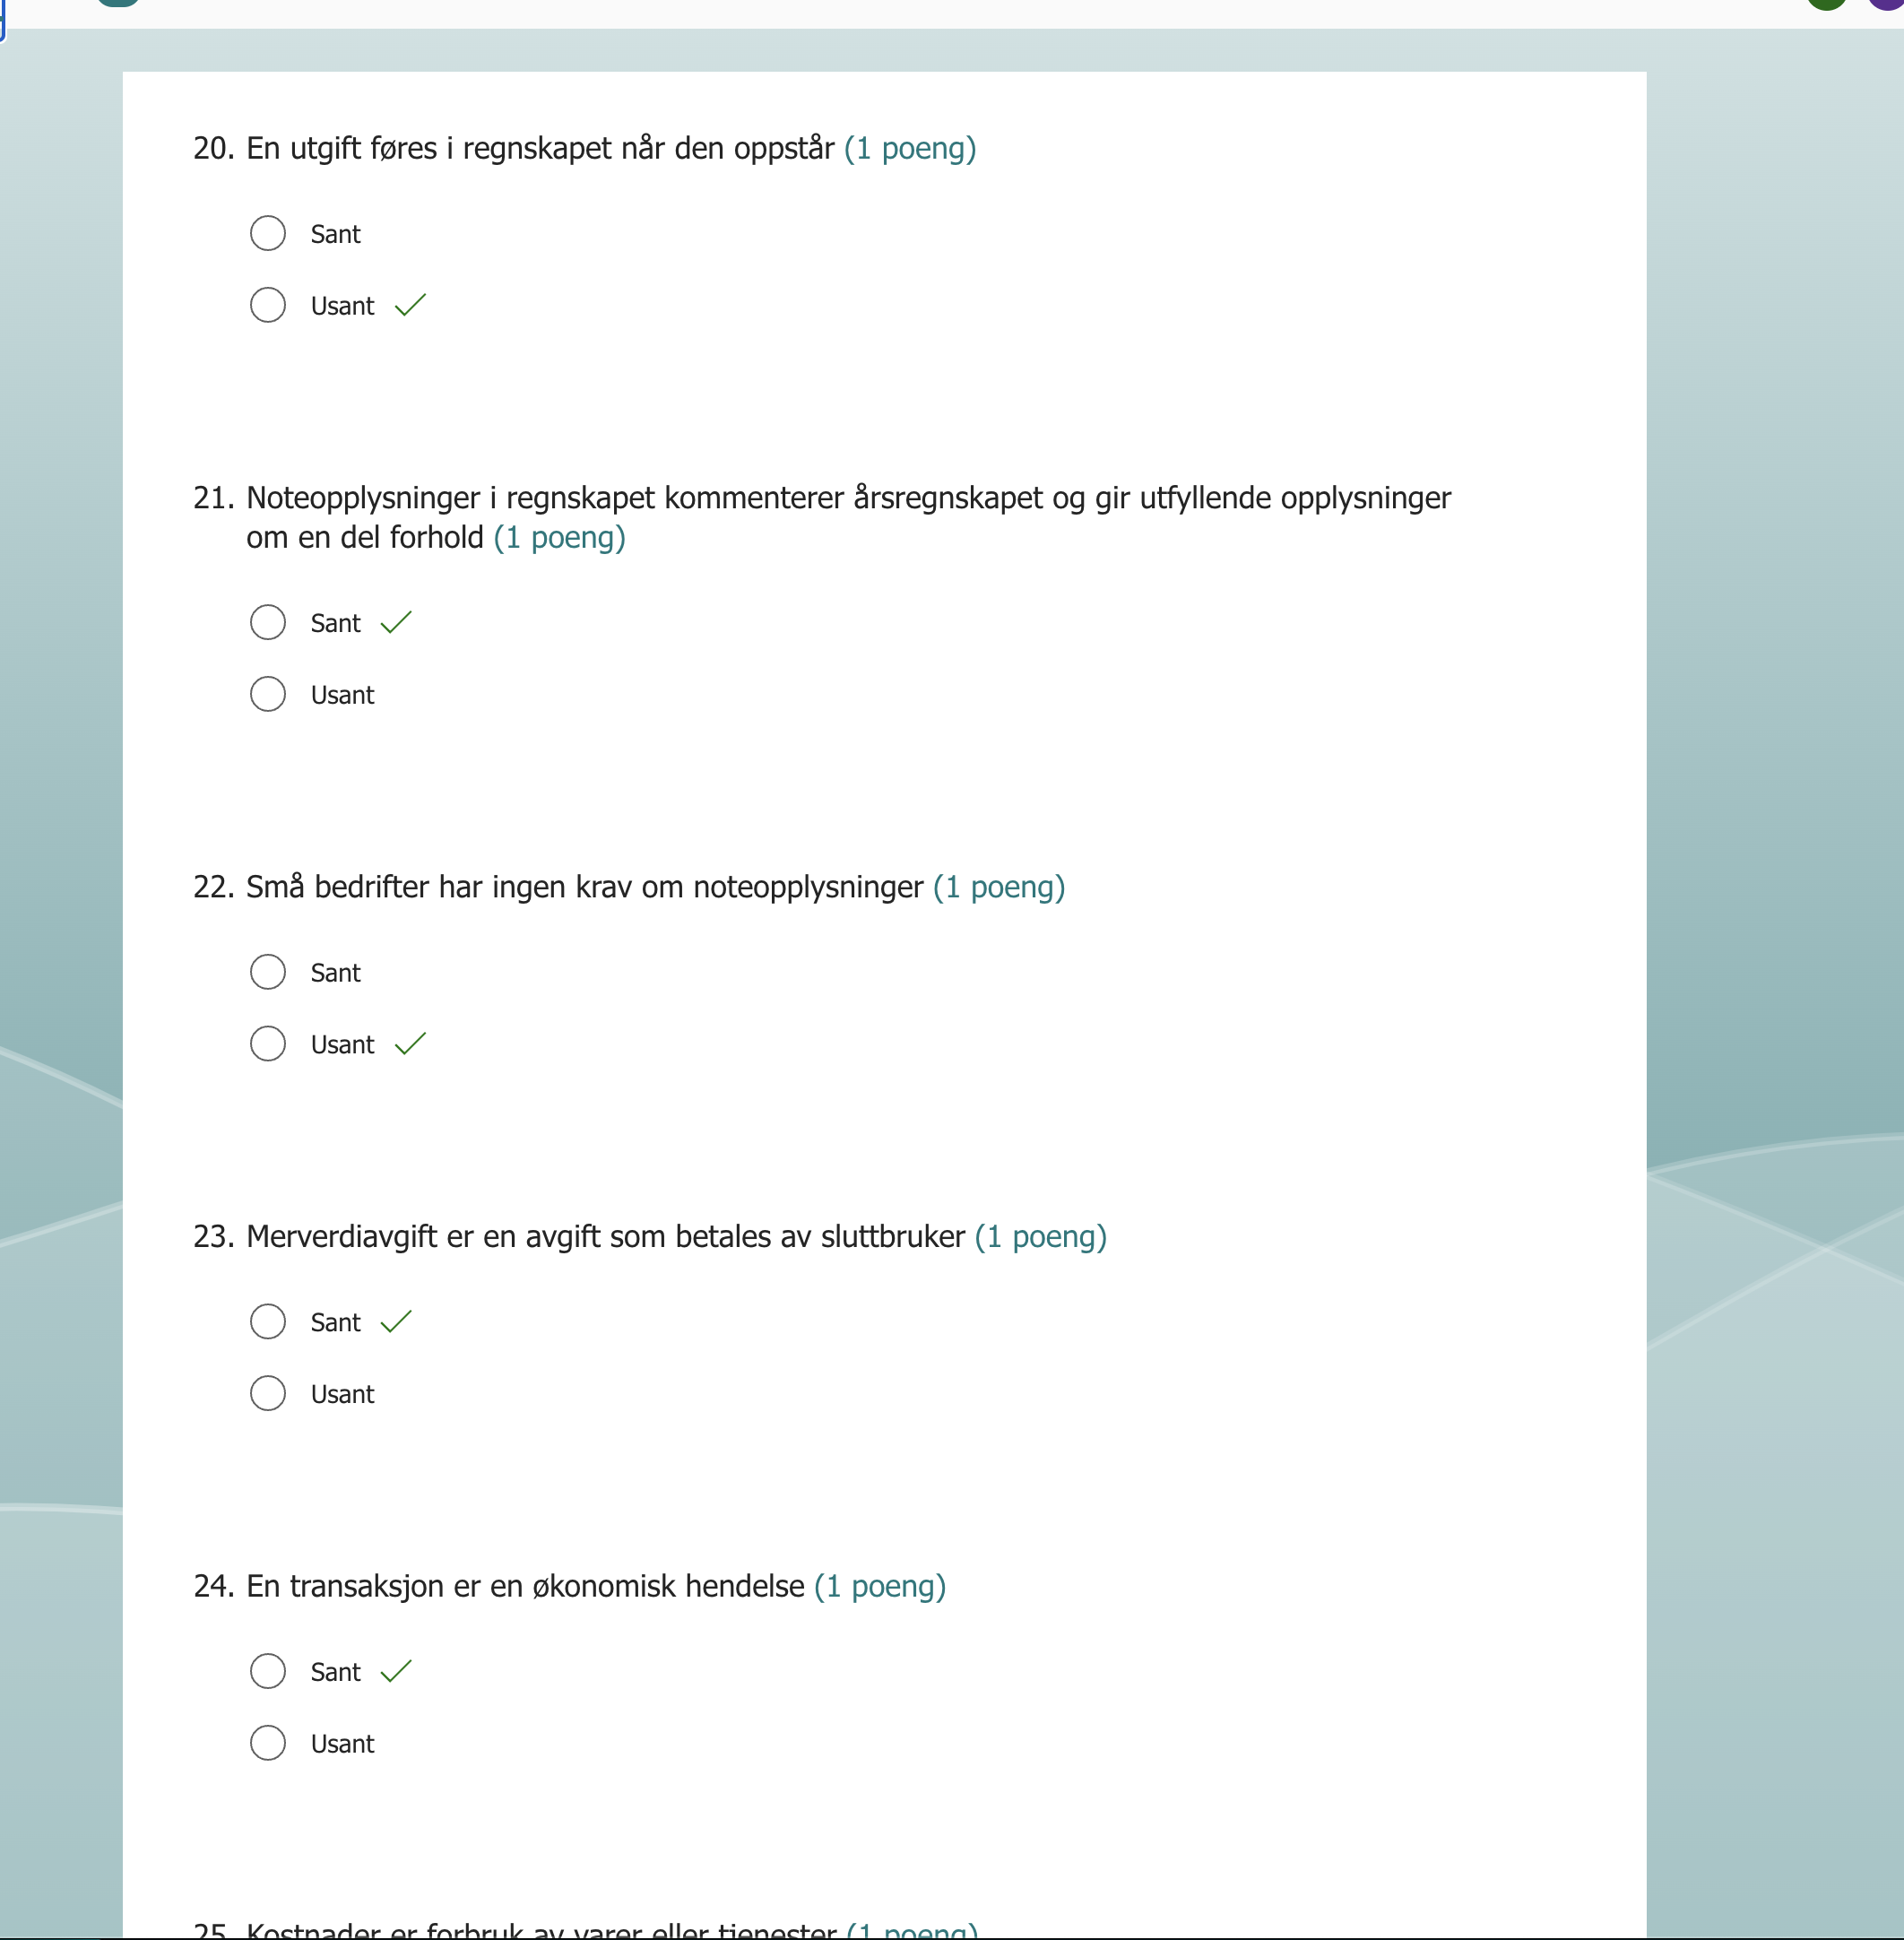 20. En utgift føres i regnskapet når den oppstår (1 poeng)
Sant
Usant
21. Noteopplysninger i regnskapet kommenterer årsregnskapet og gir utfyllende opplysninger
om en del forhold (1 poeng)
Sant
Usant
22. Små bedrifter har ingen krav om noteopplysninger (1 poeng)
Sant
Usant
23. Merverdiavgift er en avgift som betales av sluttbruker (1 poeng)
Sant
Usant
24. En transaksjon er en økonomisk hendelse (1 poeng)
Sant
Usant
25. Kostnader er forbruk av varer eller tjenester (1 poeng)